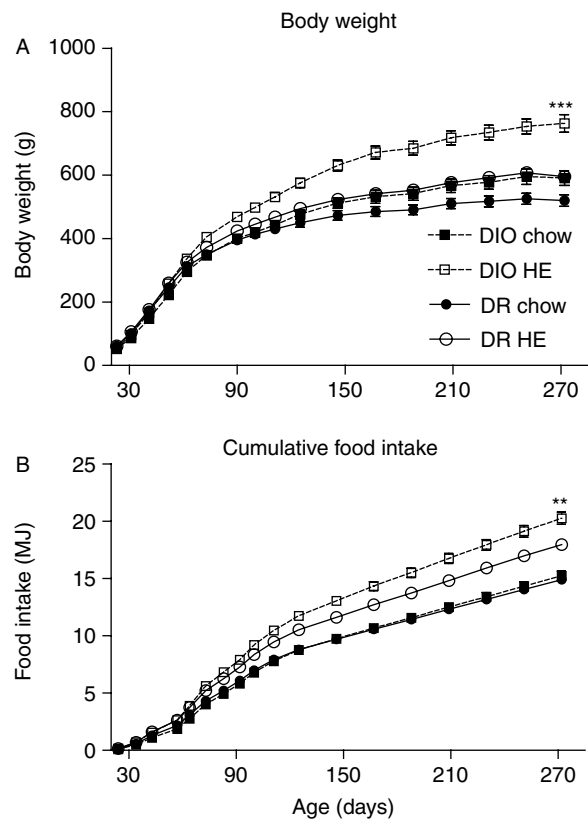 Body weight
A
1000
800
600
400
200
0
Body weight (g)
***
DIO chow
DIO HE
DR chow
DR HE
30 90 150 210 270
Cumulative food intake
B
25
20
15
10
5
0
Food intake (MJ)
**
30 90 150 210 270
Age (days)